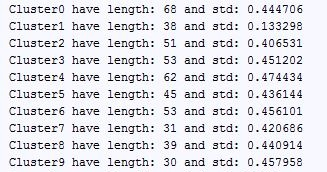 Cluster0 have length: 68 and std: 0.444706
Cluster1 have length: 38 and std: 0.133298
Cluster2 have length: 51 and std: 0.406531
Cluster3 have length: 53 and std: 0.451202
Cluster4 have length: 62 and std: 0.474434
Cluster5 have length: 45 and std: 0.436144
Cluster6 have length: 53 and std: 0.456101
Cluster7 have length: 31 and std: 0.420686
Cluster8 have length: 39 and std: 0.440914
Cluster9 have length: 30 and std: 0.457958